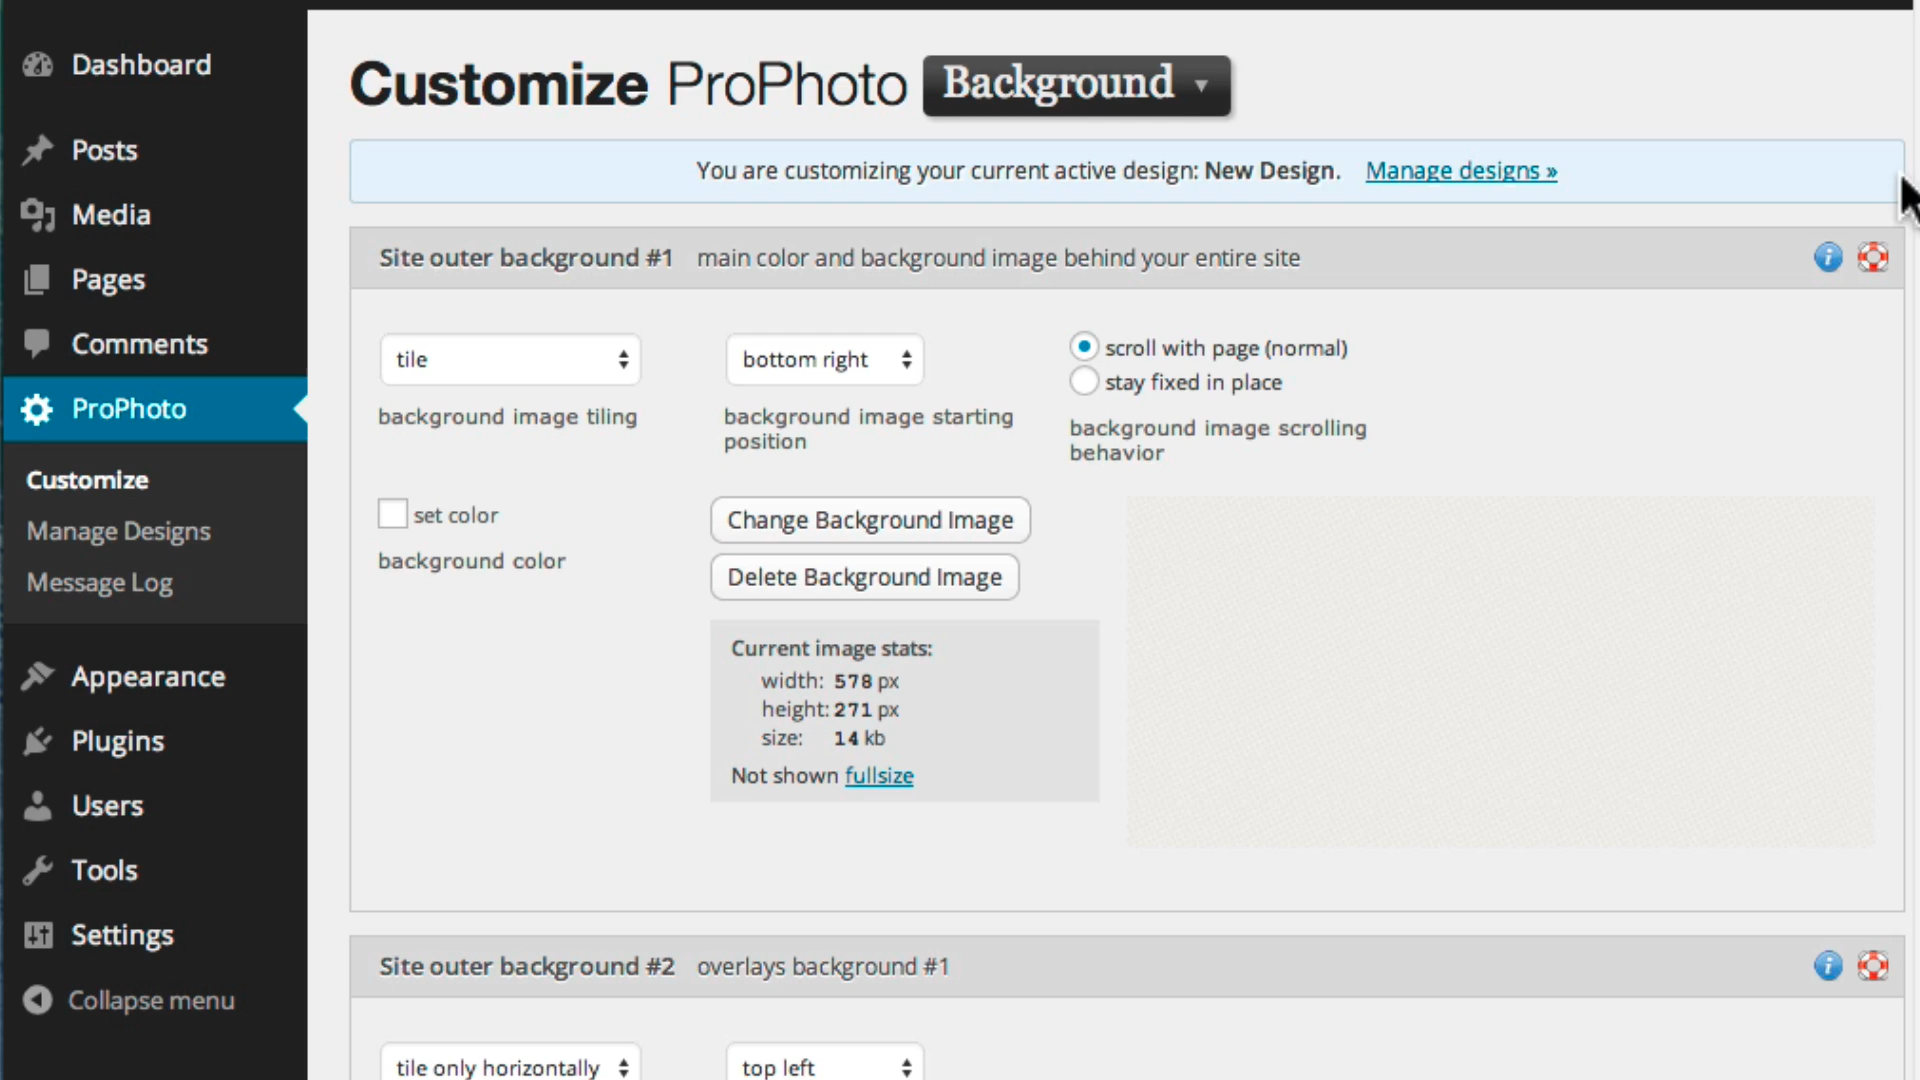 Dashboard
Posts
Media
Pages
Comments
ProPhoto
Customize
Manage Designs
Message Log
Appearance
Plugins
Users
Tools
Settings
Collapse menu
Customize ProPhoto Background
You are customizing your current active design: New Design. Manage designs »
Site outer background #1 main color and background image behind your entire site
tile
background image tiling
bottom right
background image starting
position
scroll with page (normal)
stay fixed in place
background image scrolling
behavior
set color
background color
Change Background Image
Delete Background Image
Current image stats:
width: 578 px
height: 271 px
size: 14 kb
Not shown fullsize
Site outer background #2 overlays background #1
tile only horizontally
top left